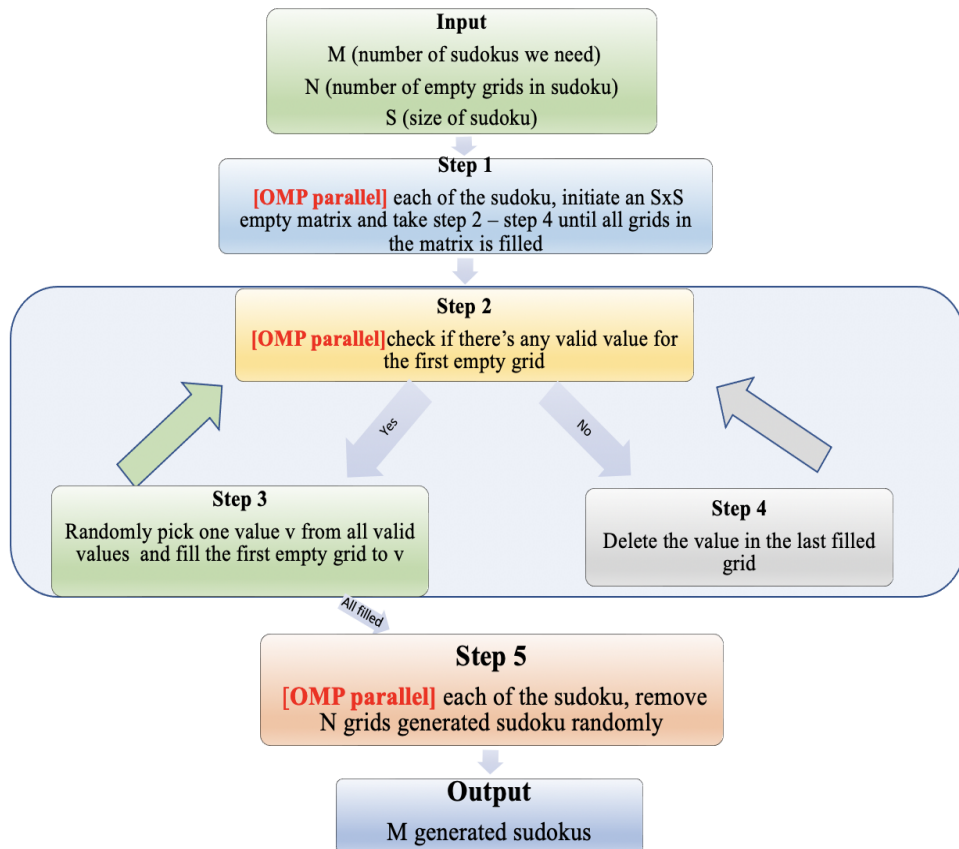 Input
M (number of sudokus we need)
N (number of empty grids in sudoku)
S (size of sudoku)
Step 1
[OMP parallel] each of the sudoku, initiate an SxS
empty matrix and take step 2 – step 4 until all grids in
the matrix is filled
Step 2
[OMP parallel]check if there’s any valid value for
the first empty grid
Yes
No
Step 3
Randomly pick one value v from all valid
values and fill the first empty grid to v
Step 4
Delete the value in the last filled
grid
All filled
Step 5
[OMP parallel] each of the sudoku, remove
N grids generated sudoku randomly
Output
M generated sudokus